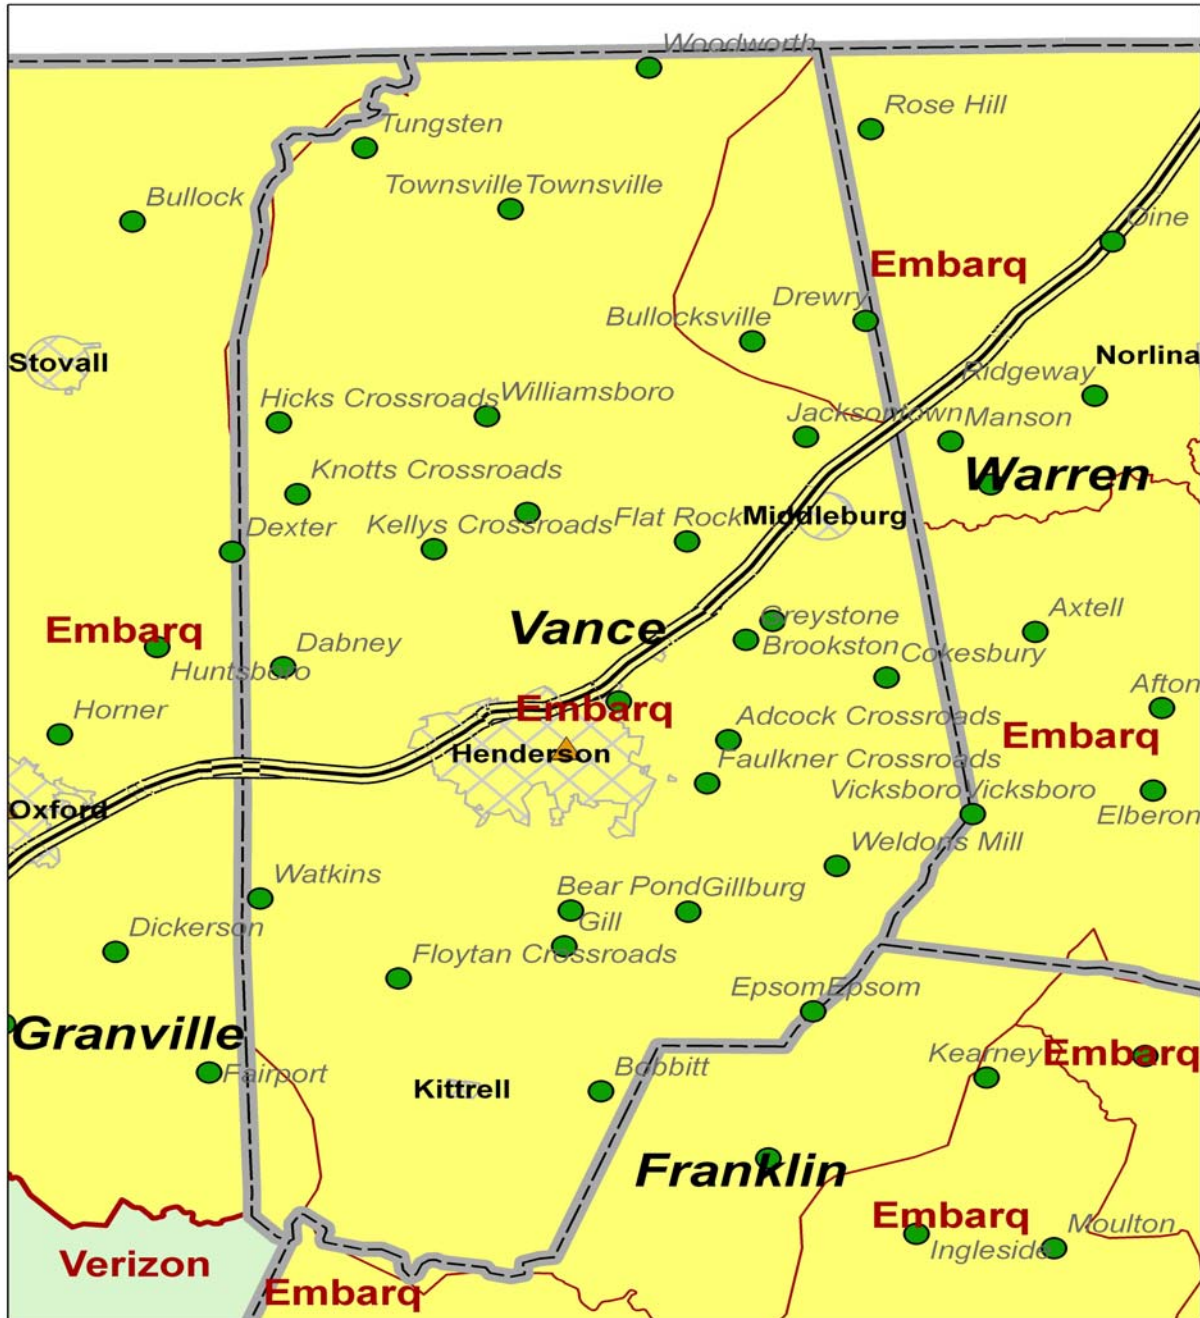 Woodworth
Rose Hill
Tungsten
Townsville Townsville
Bullock
Oine
Embarq
Drewry
Bullocksville
Stovall
Norlina
Ridgeway
Hicks Crossroads
Williamsboro
Jacksontown
Manson
Knotts Crossroads
Warren
Dexter
Kellys Crossroads
Flat Rock
Middleburg
Embarq
Vance
Greystone
Axtell
Dabney
Brookston
Cokesbury
Huntsboro
Afton
Horner
Embarq
Adcock Crossroads
Embarq
Henderson
Faulkner Crossroads
Oxford
Vicksboro Vicksboro
Elberon
Weldons Mill
Watkins
Bear Pond
Gillburg
Dickerson
Gill
Floytan Crossroads
Epsom Epsom
Granville
Kearney
Embarq
Fairport
Kittrell
Bobbitt
Franklin
Embarq
Moulton
Ingleside
Verizon
Embarq